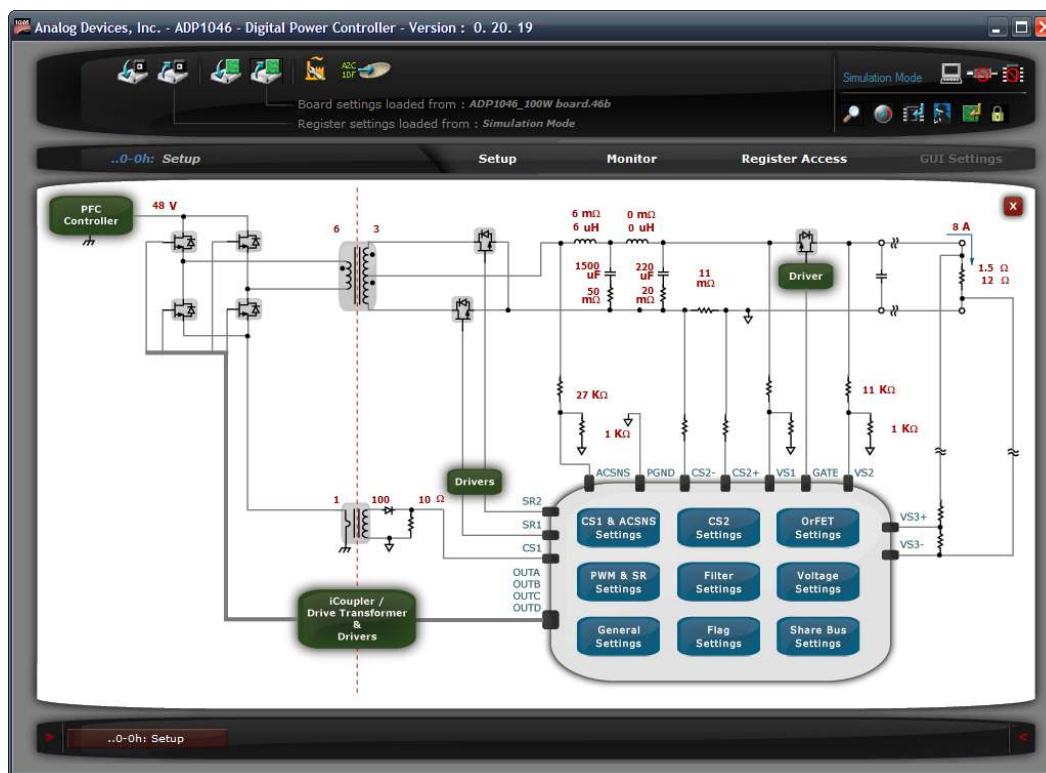 Analog Devices, Inc. - ADP1046 - Digital Power Controller - Version : 0. 20. 19
A2C
1DF
Simulation Mode
Board settings loaded from : ADP1046_100W board.46b
Register settings loaded from : Simulation Mode
..0-0h: Setup
Setup
Monitor
Register Access
GUI Settings
PFC
Controller
48 V
6
3
6 mΩ
6 uH
0 mΩ
0 uH
1500
uF
50
mΩ
220
uF
20
mΩ
11
mΩ
Driver
8 A
1.5 Ω
12 Ω
27 KΩ
1 KΩ
11 KΩ
1 KΩ
1
100
10 Ω
Drivers
ACSNS
PGND
CS2-
CS2+
VS1
GATE
VS2
SR2
SR1
CS1
OUTA
OUTB
OUTC
OUTD
VS3+
VS3-
CS1 & ACSNS
Settings
CS2
Settings
OrFET
Settings
PWM & SR
Settings
Filter
Settings
Voltage
Settings
General
Settings
Flag
Settings
Share Bus
Settings
iCoupler /
Drive Transformer
&
Drivers
..0-0h: Setup